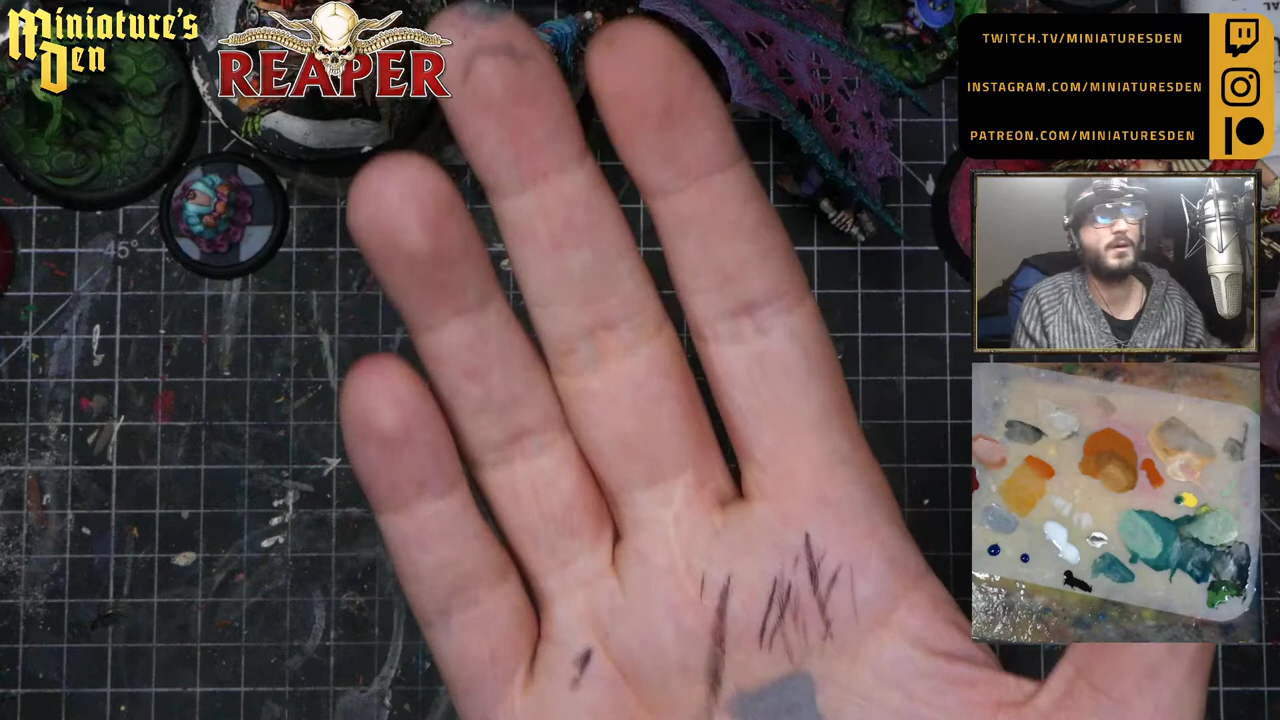 Miniature's
Den
REAPER
TWITCH.TV/MINIATURESDEN
INSTAGRAM.COM/MINIATURESDEN
PATREON.COM/MINIATURESDEN
45°